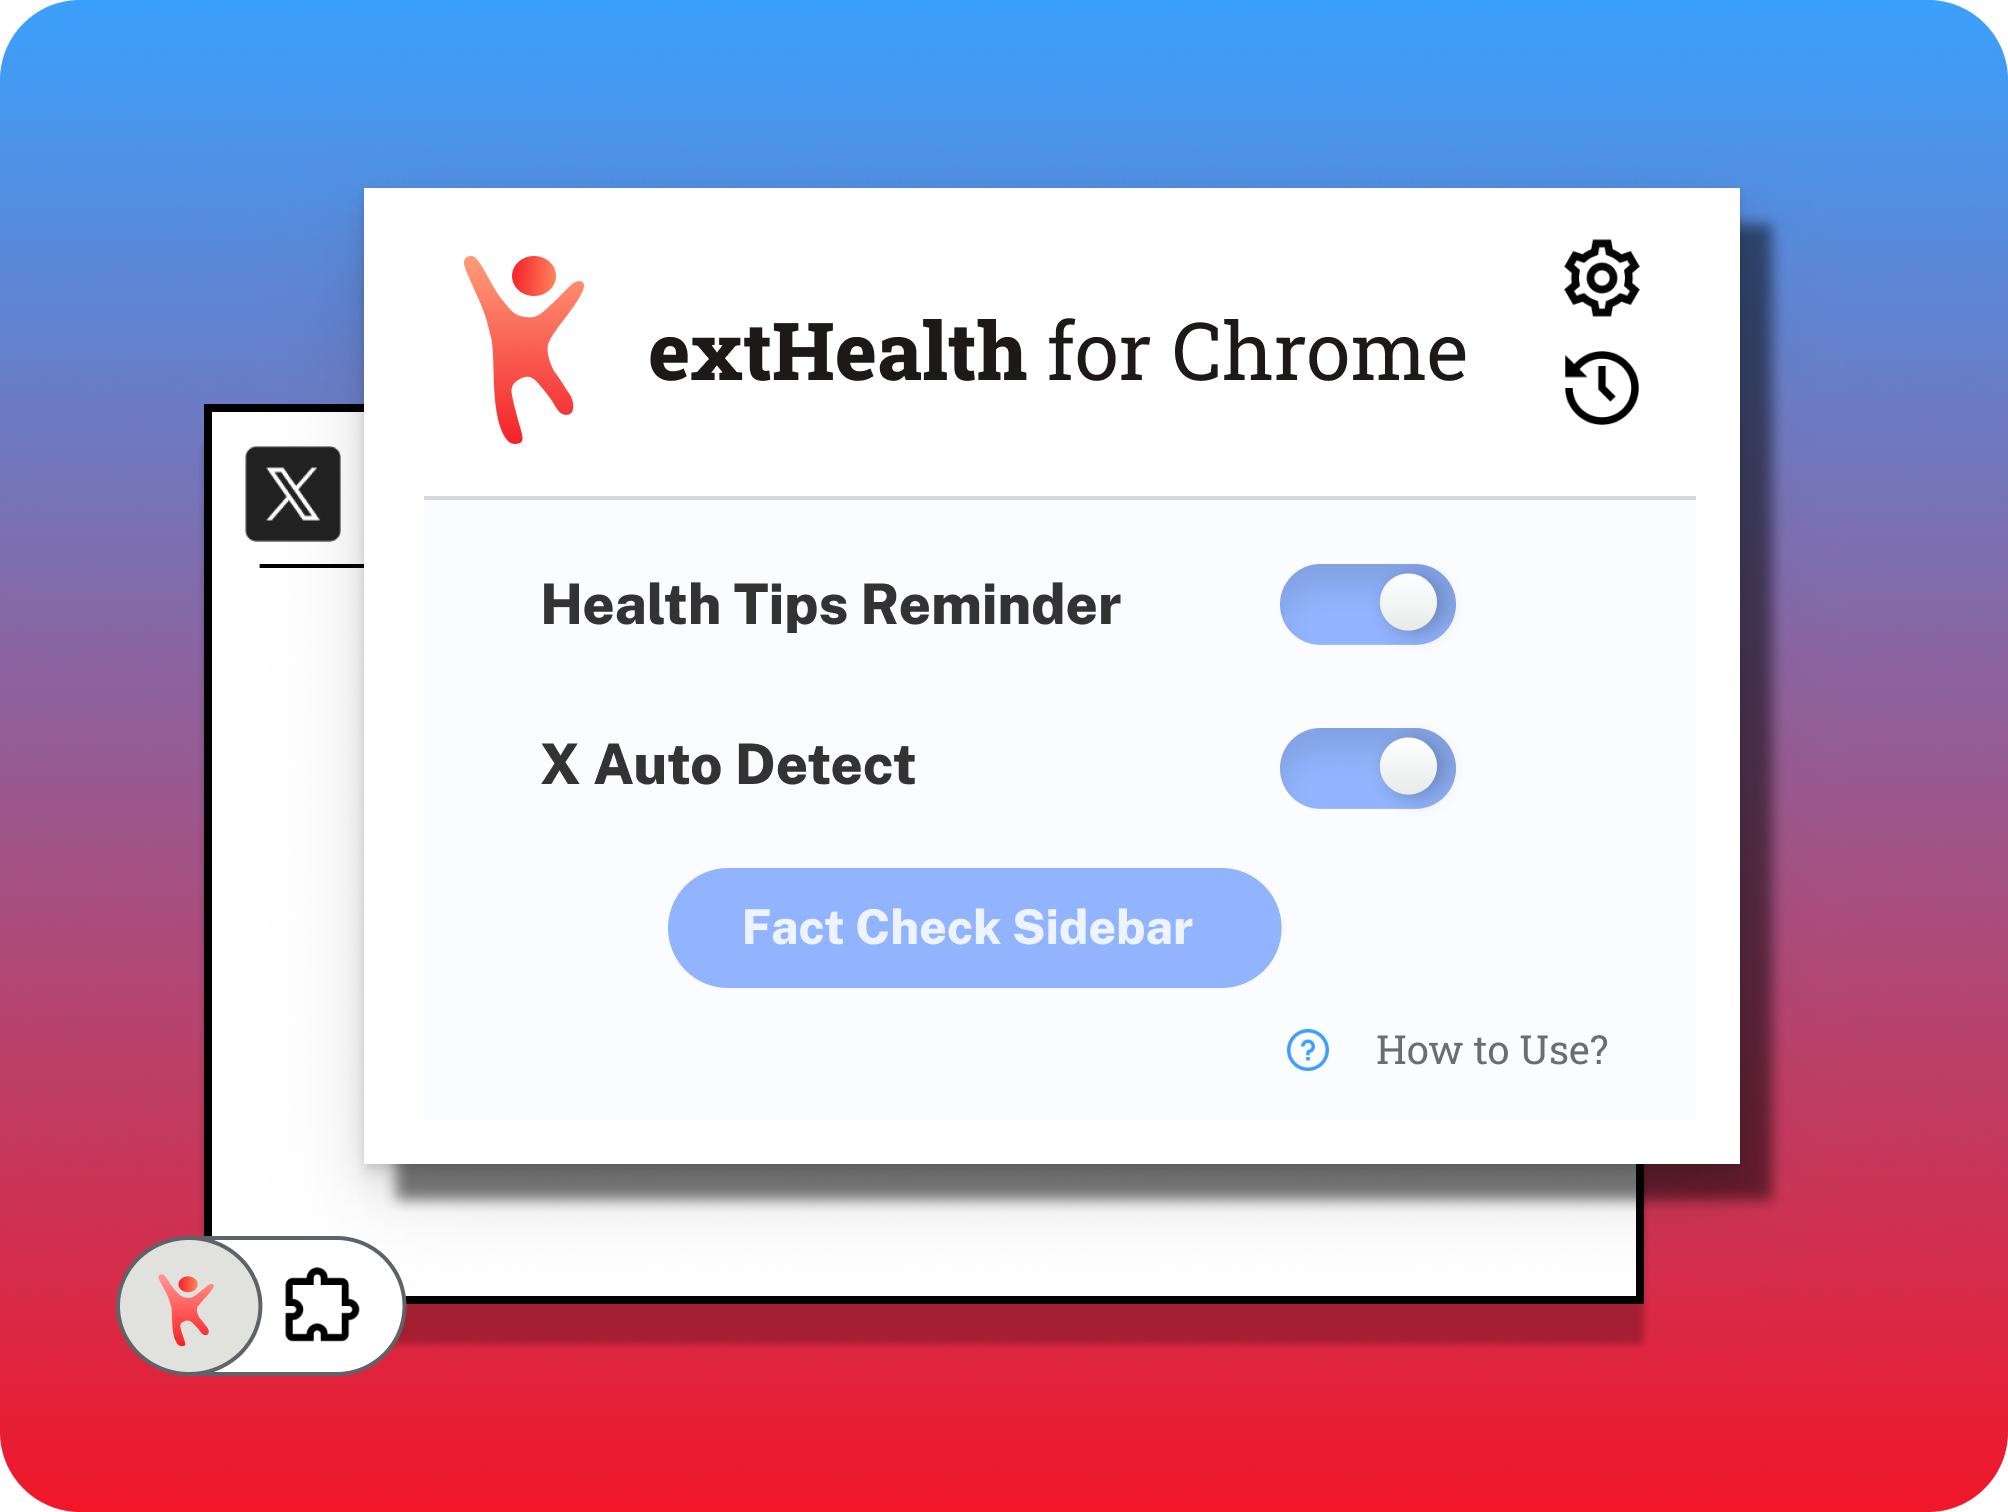 extHealth for Chrome
Health Tips Reminder
X Auto Detect
Fact Check Sidebar
? How to Use?